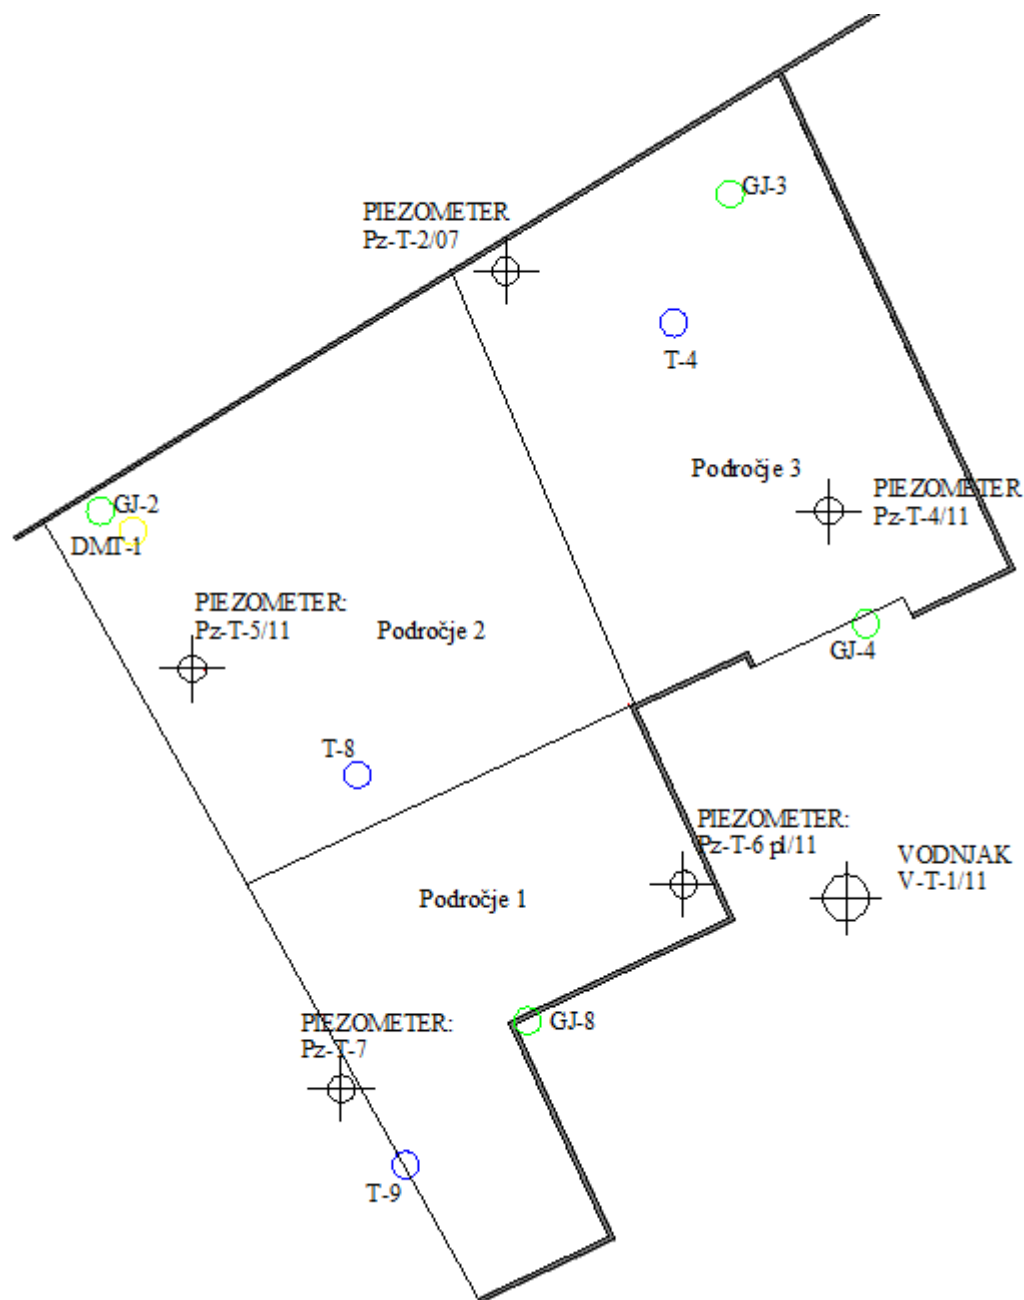 GJ-3
PIEZOMETER
Pz-T-2/07
T-4
Področje 3
PIEZOMETER
Pz-T-4/11
GJ-2
DMT-1
PIEZOMETER:
Pz-T-5/11
Področje 2
GJ-4
T-8
PIEZOMETER:
Pz-T-6 pl/11
VODNJAK
V-T-1/11
Področje 1
PIEZOMETER:
Pz-T-7
GJ-8
T-9